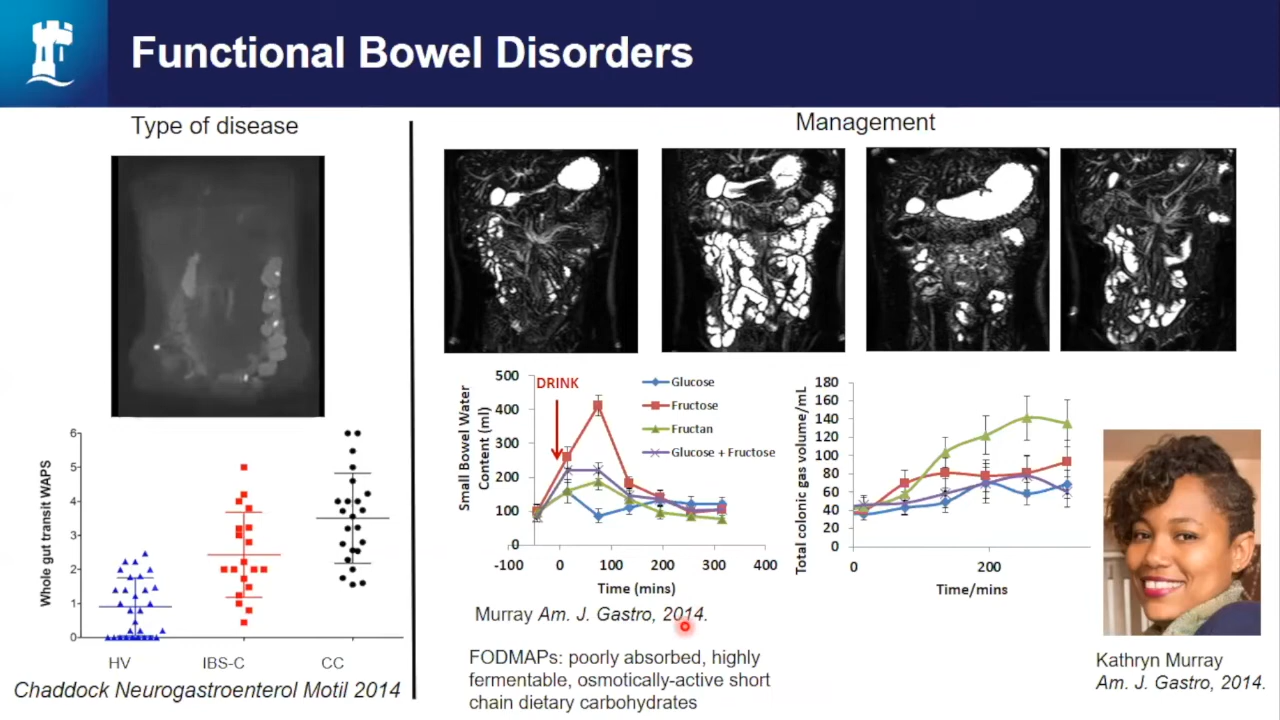 Functional Bowel Disorders
Type of disease
Whole gut transit WAPS
6
5
4
3
2
1
0
HV IBS-C CC
Chaddock Neurogastroenterol Motil 2014
Management
Small Bowel Water
Content (ml)
500
400
300
200
100
0
DRINK
Glucose
Fructose
Fructan
Glucose + Fructose
-100 0 100 200 300 400
Time (mins)
Murray Am. J. Gastro, 2014.
FODMAPs: poorly absorbed, highly
fermentable, osmotically-active short
chain dietary carbohydrates
Total colonic gas volume/mL
180
160
140
120
100
80
60
40
20
0
0 200
Time/mins
Kathryn Murray
Am. J. Gastro, 2014.